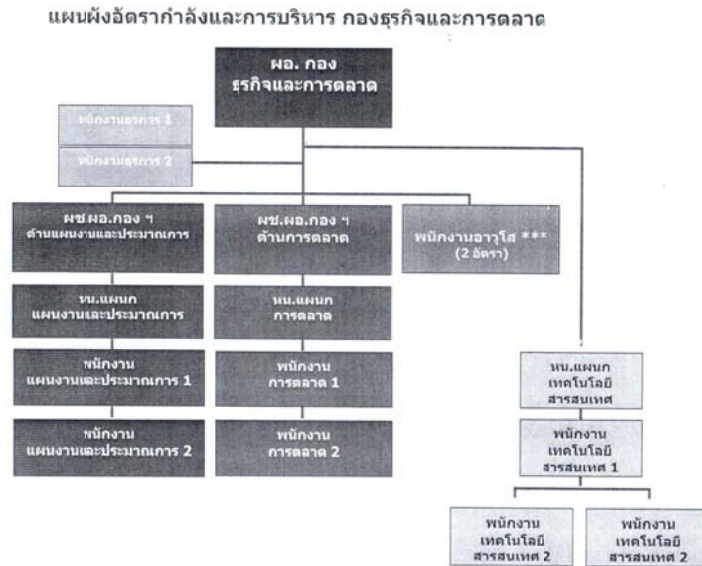 แผนผังอัตรากำลังและการบริหาร กองธุรกิจและการตลาด
ผอ. กอง
ธุรกิจและการตลาด
พนักงานธุรการ 1
พนักงานธุรการ 2
ผช.ผอ.กอง ฯ
ด้านแผนงานและประมาณการ
ผช.ผอ.กอง ฯ
ด้านการตลาด
พนักงานอาวุโส ***
(2 อัตรา)
หน.แผนก
แผนงานและประมาณการ
หน.แผนก
การตลาด
พนักงาน
แผนงานและประมาณการ 1
พนักงาน
การตลาด 1
หน.แผนก
เทคโนโลยี
สารสนเทศ
พนักงาน
แผนงานและประมาณการ 2
พนักงาน
การตลาด 2
พนักงาน
เทคโนโลยี
สารสนเทศ 1
พนักงาน
เทคโนโลยี
สารสนเทศ 2
พนักงาน
เทคโนโลยี
สารสนเทศ 2